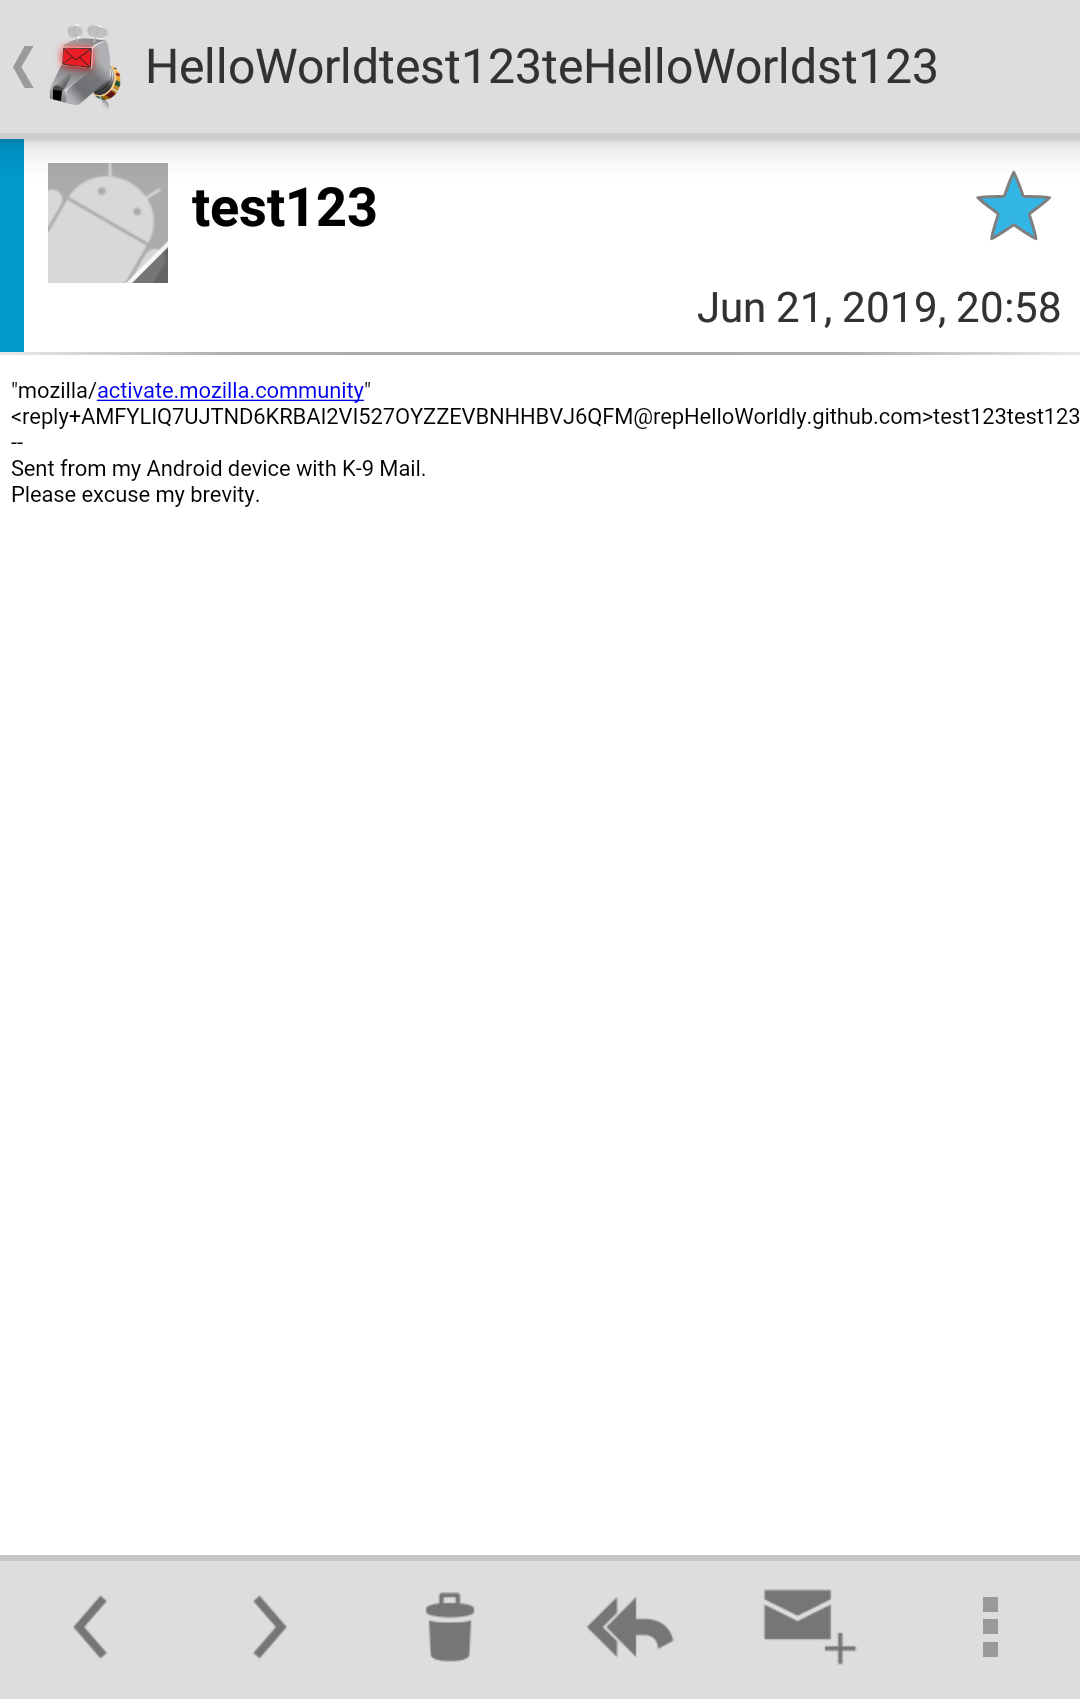 HelloWorldtest123teHelloWorldst123
test123
Jun 21, 2019, 20:58
"mozilla/activate.mozilla.community"
<reply+AMFYLIQ7UJTND6KRBAI2VI527OYZZEVBNHHBVJ6QFM@repHelloWorldly.github.com>test123test123
--
Sent from my Android device with K-9 Mail.
Please excuse my brevity.